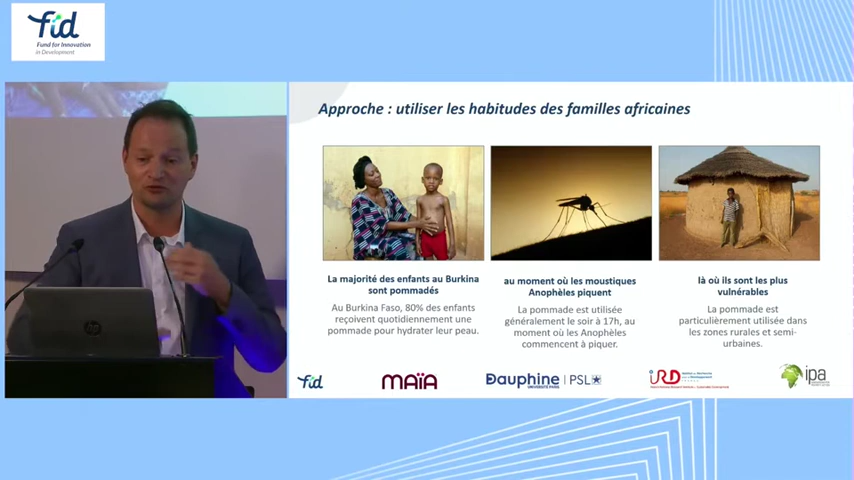 fid
Fund for Innovation
in Development
Approche : utiliser les habitudes des familles africaines
La majorité des enfants au Burkina
sont pommadés
Au Burkina Faso, 80% des enfants
reçoivent quotidiennement une
pommade pour hydrater leur peau.
au moment où les moustiques
Anophèles piquent
La pommade est utilisée
généralement le soir à 17h, au
moment où les Anophèles
commencent à piquer.
là où ils sont les plus
vulnérables
La pommade est
particulièrement utilisée dans
les zones rurales et semi-
urbaines.
hp
fid
MAÏA
Dauphine | PSL
UNIVERSITÉ PARIS
IRD
ipa